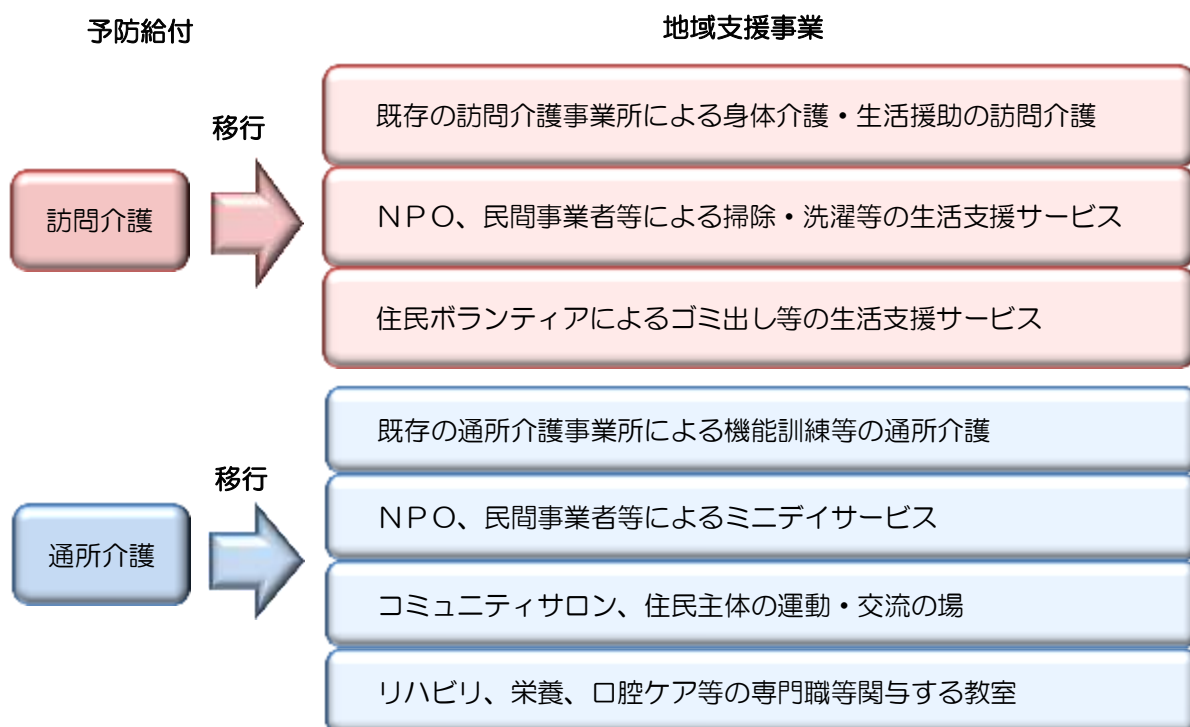 予防給付
地域支援事業
移行
訪問介護
既存の訪問介護事業所による身体介護・生活援助の訪問介護
ＮＰＯ、民間事業者等による掃除・洗濯等の生活支援サービス
住民ボランティアによるゴミ出し等の生活支援サービス
移行
通所介護
既存の通所介護事業所による機能訓練等の通所介護
ＮＰＯ、民間事業者等によるミニデイサービス
コミュニティサロン、住民主体の運動・交流の場
リハビリ、栄養、口腔ケア等の専門職等関与する教室